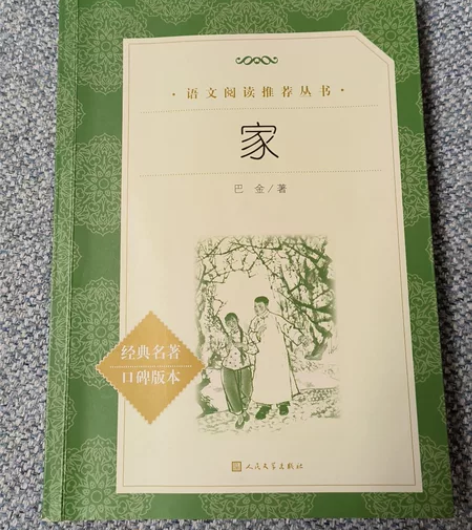 · 语文阅读推荐丛书 ·
家
巴 金/著
经典名著
口碑版本
人民文学出版社